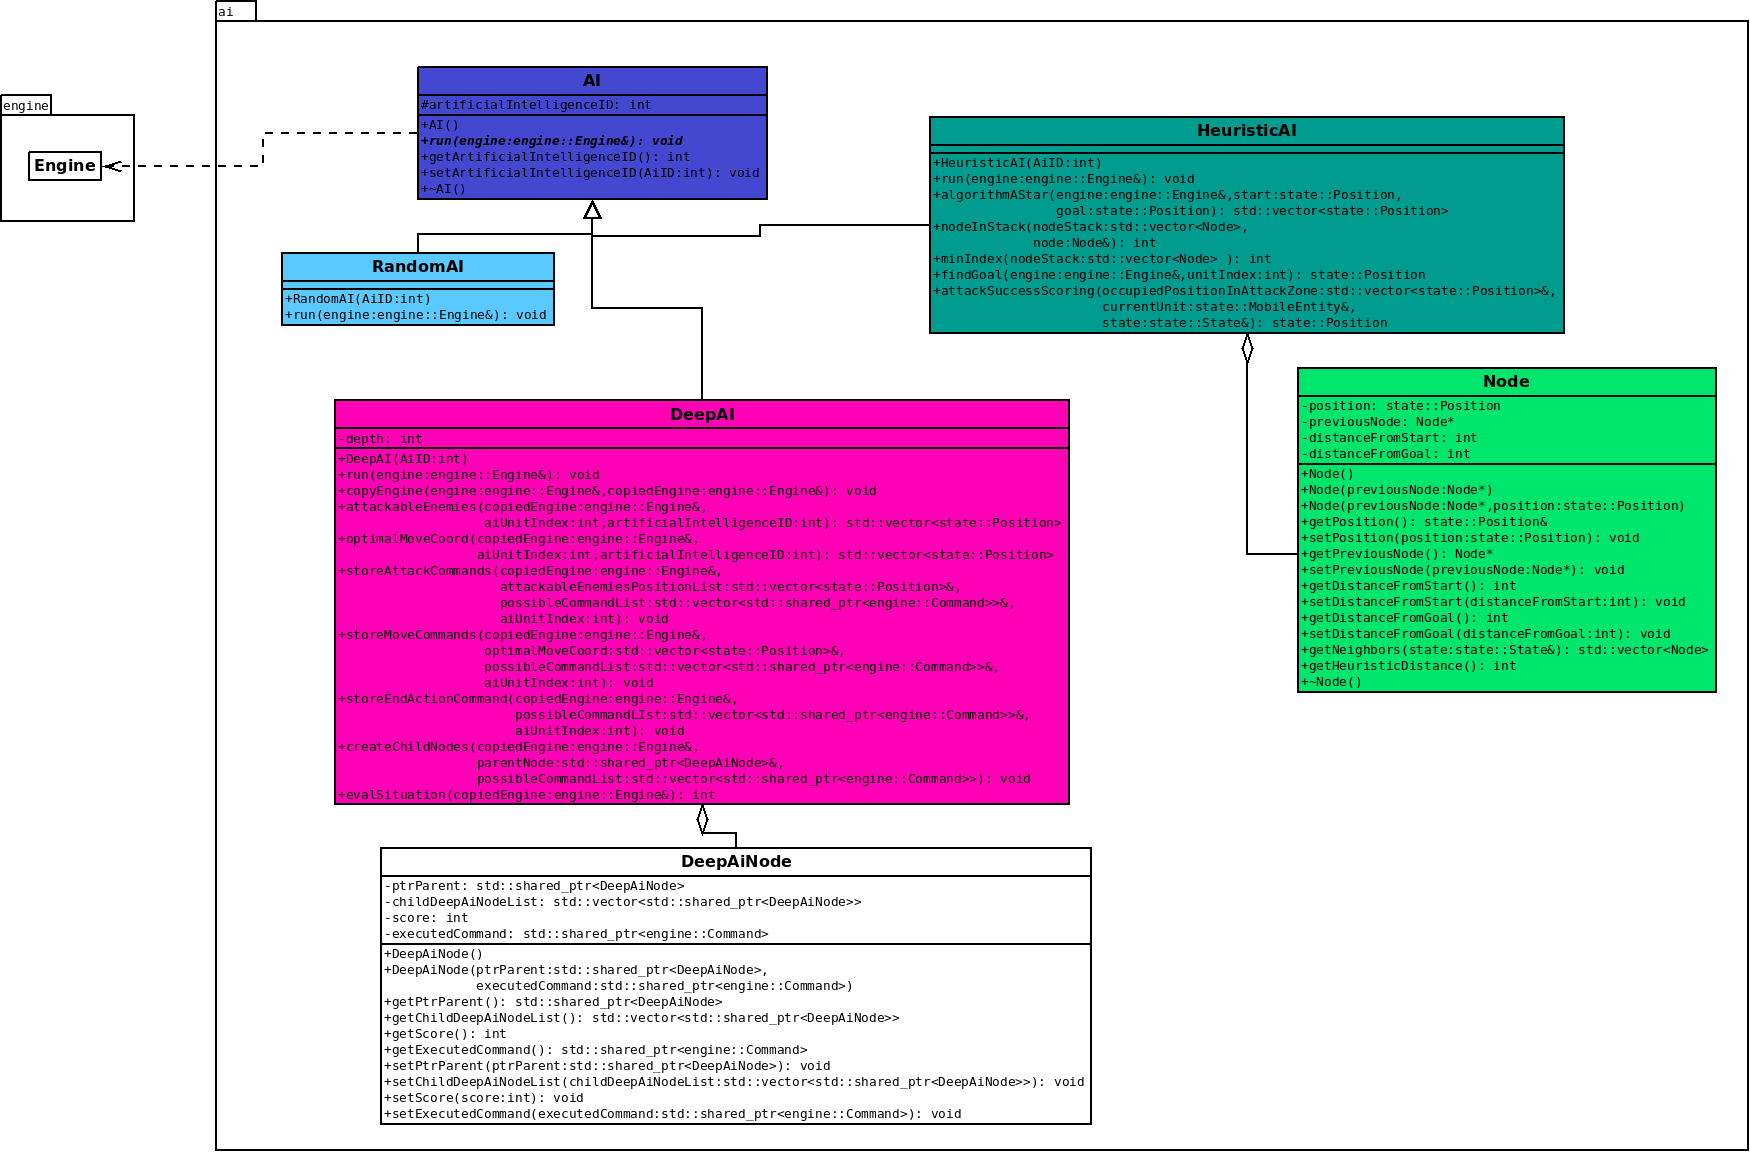 ai
engine
Engine
AI
#artificialIntelligenceID: int
+AI()
+run(engine:engine::Engine&): void
+getArtificialIntelligenceID(): int
+setArtificialIntelligenceID(AiID:int): void
+~AI()
HeuristicAI
+HeuristicAI(AiID:int)
+run(engine:engine::Engine&): void
+algorithmAStar(engine:engine::Engine&,start:state::Position,
goal:state::Position): std::vector<state::Position>
+nodeInStack(nodeStack:std::vector<Node>,
node:Node&): int
+minIndex(nodeStack:std::vector<Node> ): int
+findGoal(engine:engine::Engine&,unitIndex:int): state::Position
+attackSuccessScoring(occupiedPositionInAttackZone:std::vector<state::Position>&,
currentUnit:state::MobileEntity&,
state:state::State&): state::Position
RandomAI
+RandomAI(AiID:int)
+run(engine:engine::Engine&): void
Node
-position: state::Position
-previousNode: Node*
-distanceFromStart: int
-distanceFromGoal: int
+Node()
+Node(previousNode:Node*)
+Node(previousNode:Node*,position:state::Position)
+getPosition(): state::Position&
+setPosition(position:state::Position): void
+getPreviousNode(): Node*
+setPreviousNode(previousNode:Node*): void
+getDistanceFromStart(): int
+setDistanceFromStart(distanceFromStart:int): void
+getDistanceFromGoal(): int
+setDistanceFromGoal(distanceFromGoal:int): void
+getNeighbors(state:state::State&): std::vector<Node>
+getHeuristicDistance(): int
+~Node()
DeepAI
-depth: int
+DeepAI(AiID:int)
+run(engine:engine::Engine&): void
+copyEngine(engine:engine::Engine&,copiedEngine:engine::Engine&): void
+attackableEnemies(copiedEngine:engine::Engine&,
aiUnitIndex:int,artificialIntelligenceID:int): std::vector<state::Position>
+optimalMoveCoord(copiedEngine:engine::Engine&,
aiUnitIndex:int,artificialIntelligenceID:int): std::vector<state::Position>
+storeAttackCommands(copiedEngine:engine::Engine&,
attackableEnemiesPositionList:std::vector<state::Position>&,
possibleCommandList:std::vector<std::shared_ptr<engine::Command>>&,
aiUnitIndex:int): void
+storeMoveCommands(copiedEngine:engine::Engine&,
optimalMoveCoord:std::vector<state::Position>&,
possibleCommandList:std::vector<std::shared_ptr<engine::Command>>&,
aiUnitIndex:int): void
+storeEndActionCommand(copiedEngine:engine::Engine&,
possibleCommandLIst:std::vector<std::shared_ptr<engine::Command>>&,
aiUnitIndex:int): void
+createChildNodes(copiedEngine:engine::Engine&,
parentNode:std::shared_ptr<DeepAiNode>&,
possibleCommandList:std::vector<std::shared_ptr<engine::Command>>): void
+evalSituation(copiedEngine:engine::Engine&): int
DeepAiNode
-ptrParent: std::shared_ptr<DeepAiNode>
-childDeepAiNodeList: std::vector<std::shared_ptr<DeepAiNode>>
-score: int
-executedCommand: std::shared_ptr<engine::Command>
+DeepAiNode()
+DeepAiNode(ptrParent:std::shared_ptr<DeepAiNode>,
executedCommand:std::shared_ptr<engine::Command>)
+getPtrParent(): std::shared_ptr<DeepAiNode>
+getChildDeepAiNodeList(): std::vector<std::shared_ptr<DeepAiNode>>
+getScore(): int
+getExecutedCommand(): std::shared_ptr<engine::Command>
+setPtrParent(ptrParent:std::shared_ptr<DeepAiNode>): void
+setChildDeepAiNodeList(childDeepAiNodeList:std::vector<std::shared_ptr<DeepAiNode>>): void
+setScore(score:int): void
+setExecutedCommand(executedCommand:std::shared_ptr<engine::Command>): void